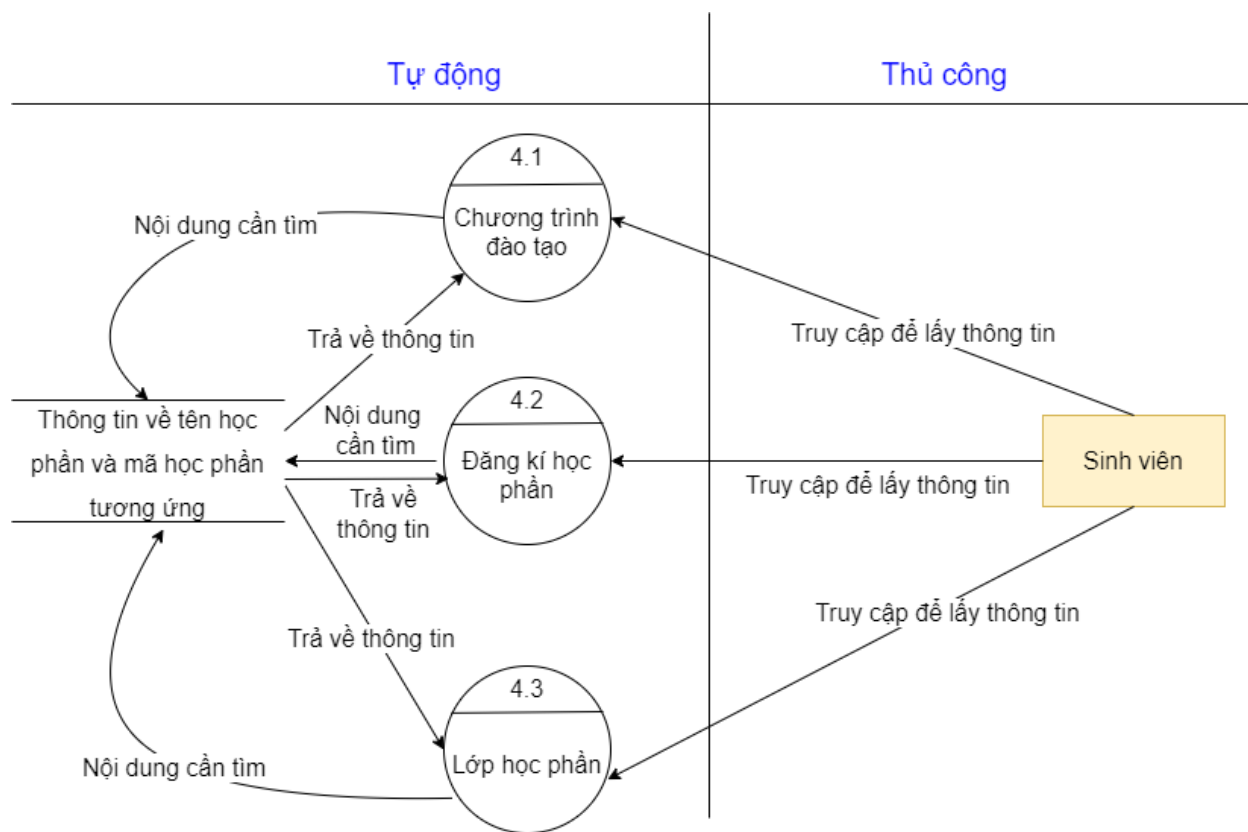 Tự động
Thủ công
4.1
Chương trình
đào tạo
Nội dung cần tìm
Trả về thông tin
Truy cập để lấy thông tin
4.2
Đăng kí học
phần
Nội dung
cần tìm
Trả về
thông tin
Thông tin về tên học
phần và mã học phần
tương ứng
Truy cập để lấy thông tin
Sinh viên
Truy cập để lấy thông tin
Trả về thông tin
4.3
Lớp học phần
Nội dung cần tìm